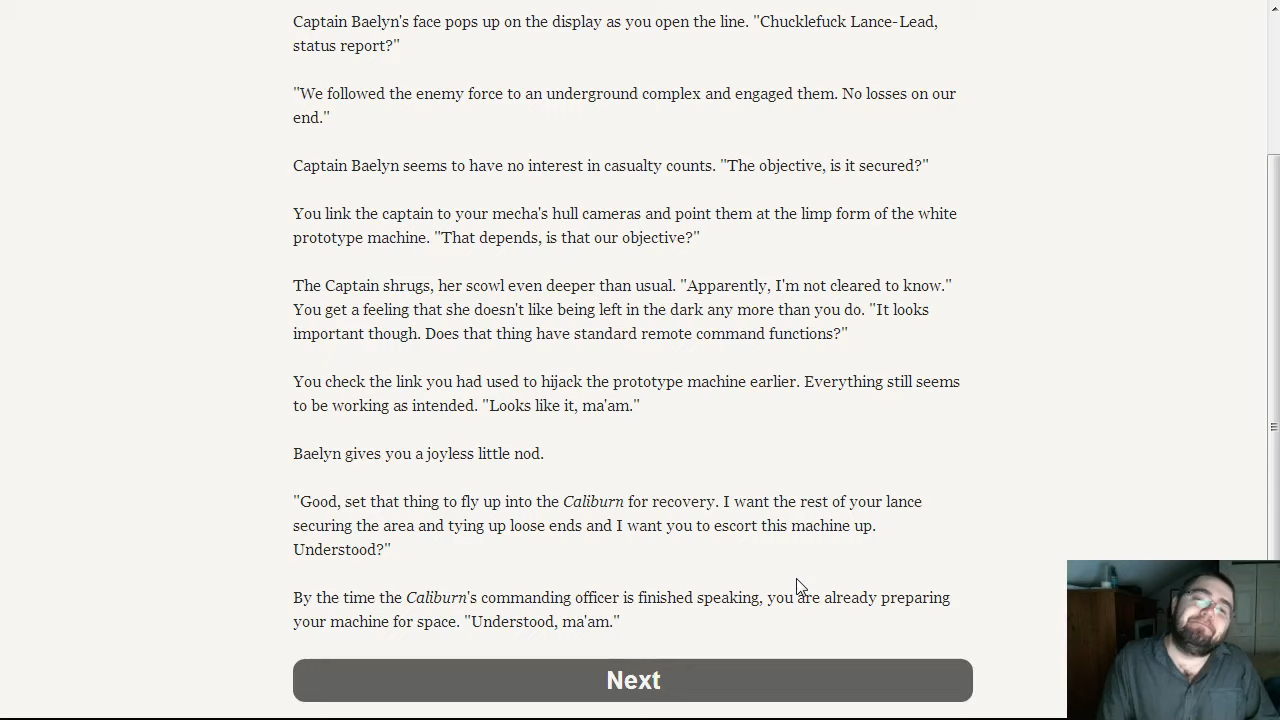 Captain Baelyn's face pops up on the display as you open the line. "Chucklefuck Lance-Lead,
status report?"
"We followed the enemy force to an underground complex and engaged them. No losses on our
end."
Captain Baelyn seems to have no interest in casualty counts. "The objective, is it secured?"
You link the captain to your mecha's hull cameras and point them at the limp form of the white
prototype machine. "That depends, is that our objective?"
The Captain shrugs, her scowl even deeper than usual. "Apparently, I'm not cleared to know."
You get a feeling that she doesn't like being left in the dark any more than you do. "It looks
important though. Does that thing have standard remote command functions?"
You check the link you had used to hijack the prototype machine earlier. Everything still seems
to be working as intended. "Looks like it, ma'am."
Baelyn gives you a joyless little nod.
"Good, set that thing to fly up into the Caliburn for recovery. I want the rest of your lance
securing the area and tying up loose ends and I want you to escort this machine up.
Understood?"
By the time the Caliburn's commanding officer is finished speaking, you are already preparing
your machine for space. "Understood, ma'am."
Next